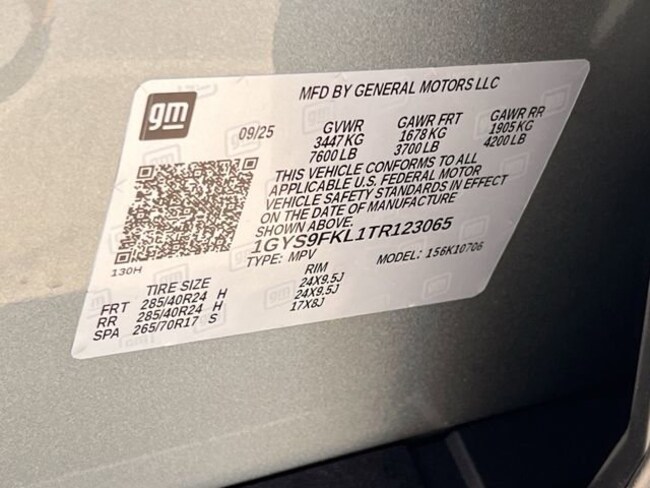 MFD BY GENERAL MOTORS LLC
gm
09/25 GVWR GAWR FRT GAWR RR
3447 KG 1678 KG 1905 KG
7600 LB 3700 LB 4200 LB
THIS VEHICLE CONFORMS TO ALL
APPLICABLE U.S. FEDERAL MOTOR
VEHICLE SAFETY STANDARDS IN EFFECT
ON THE DATE OF MANUFACTURE
SHOWN ABOVE.
1GYS9FKL1TR123065
TYPE: MPV MODEL: 156K10706
130H
TIRE SIZE RIM
FRT 285/40R24 H 24X9.5J
RR 285/40R24 H 24X9.5J
SPA 265/70R17 S 17X8J